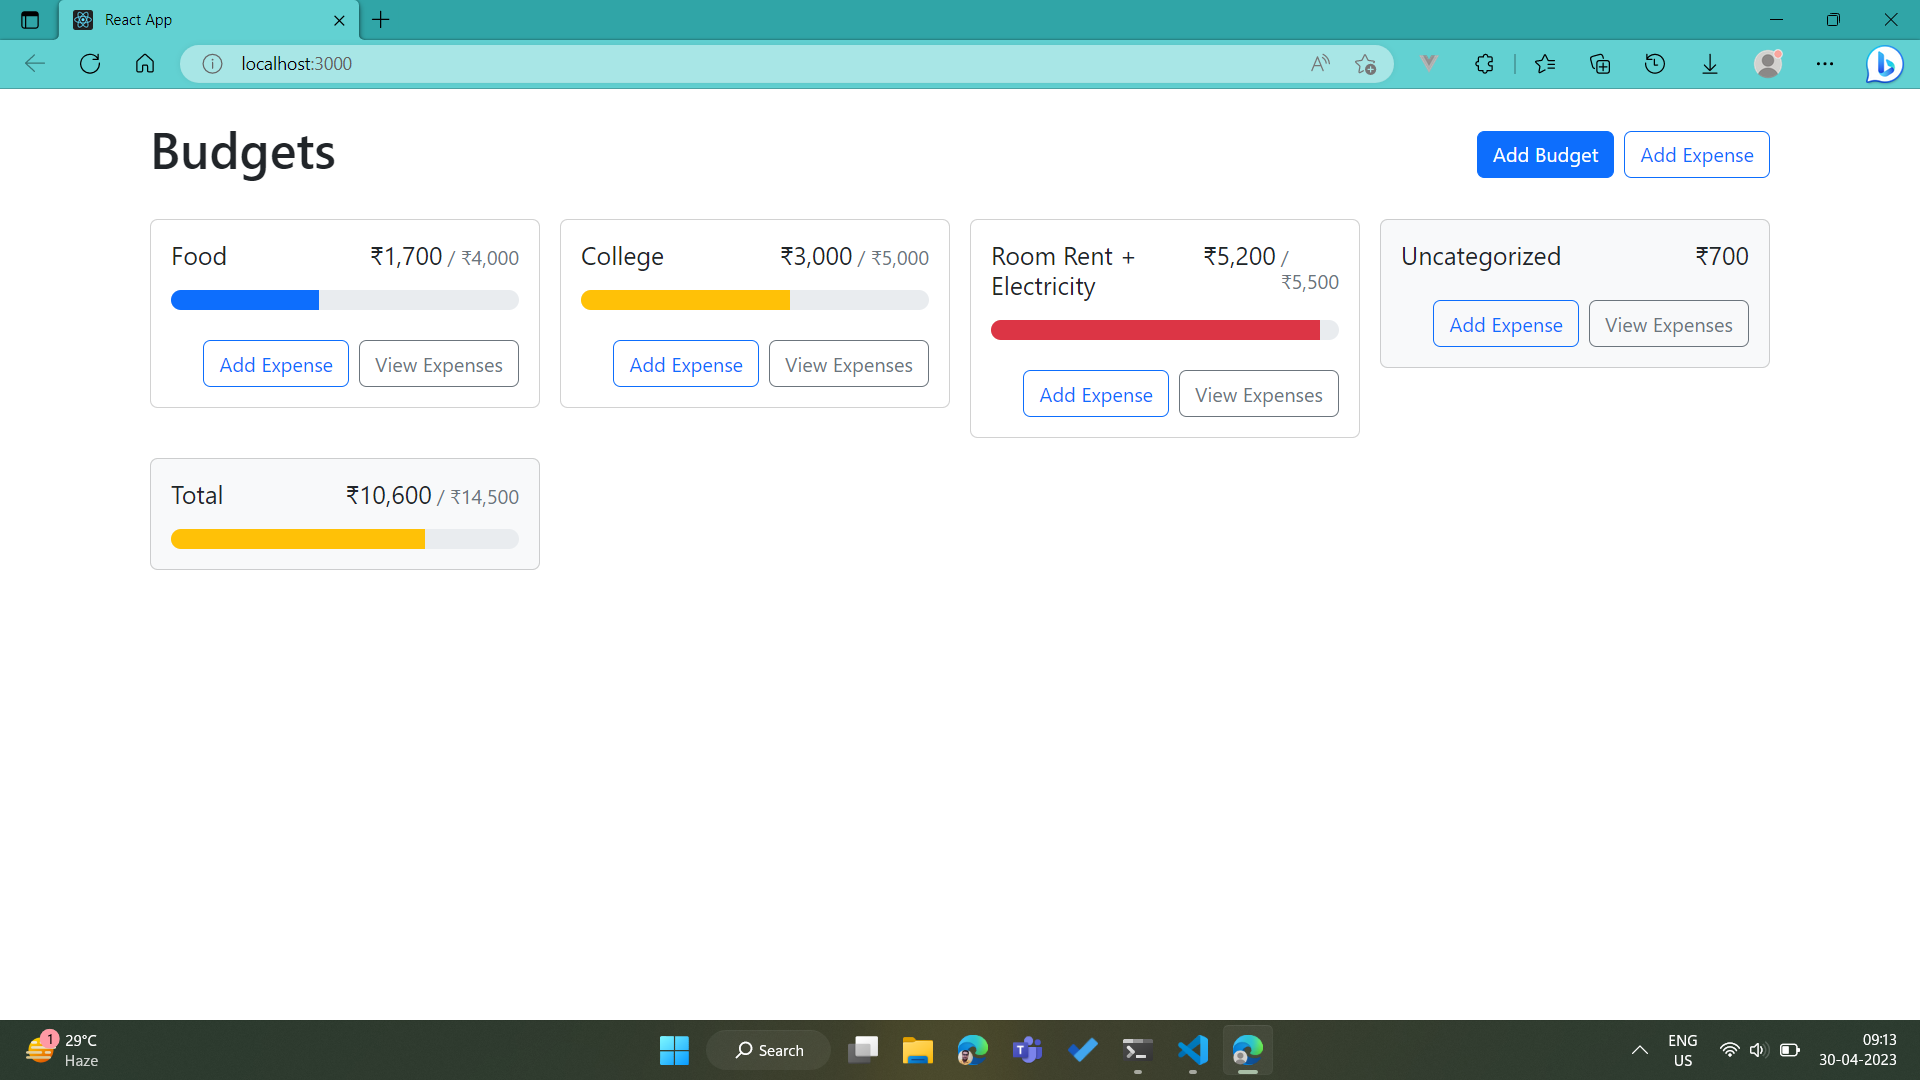 React App
localhost:3000
Budgets
Add Budget
Add Expense
Food ₹1,700 / ₹4,000
Add Expense View Expenses
College ₹3,000 / ₹5,000
Add Expense View Expenses
Room Rent + ₹5,200 /
Electricity ₹5,500
Add Expense View Expenses
Uncategorized ₹700
Add Expense View Expenses
Total ₹10,600 / ₹14,500
1
29°C
Haze
Search
ENG
US
09:13
30-04-2023